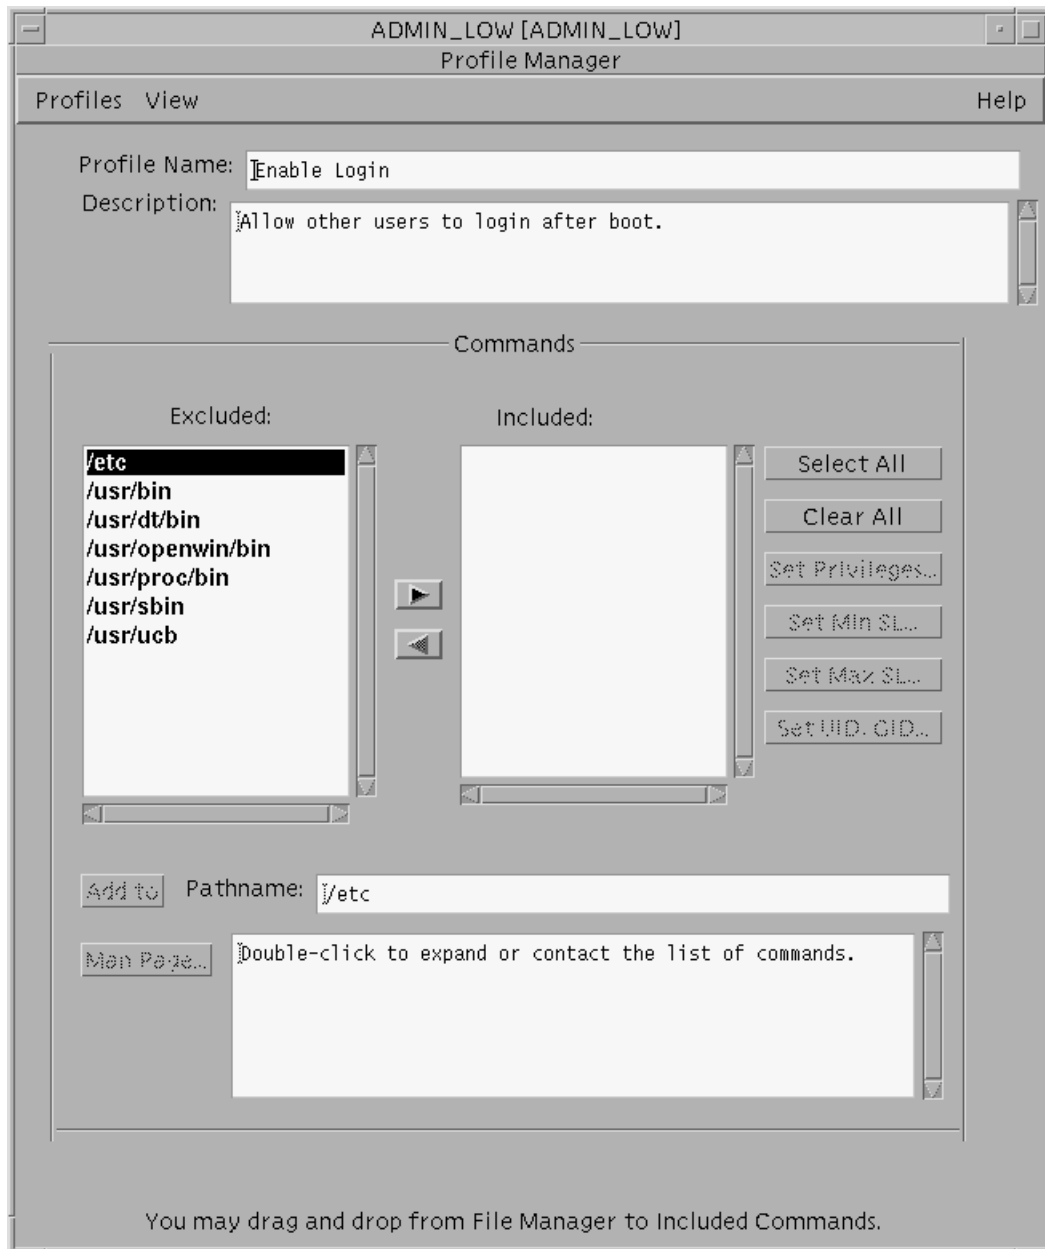 ADMIN_LOW [ADMIN_LOW]
Profile Manager
Profiles View Help
Profile Name: Enable Login
Description: Allow other users to login after boot.
Commands
Excluded: Included:
/etc
/usr/bin
/usr/dt/bin
/usr/openwin/bin
/usr/proc/bin
/usr/sbin
/usr/ucb
Select All
Clear All
Set Privileges...
Set Min SL...
Set Max SL...
Set UID, GID...
Add to Pathname: /etc
Man Page... Double-click to expand or contact the list of commands.
You may drag and drop from File Manager to Included Commands.